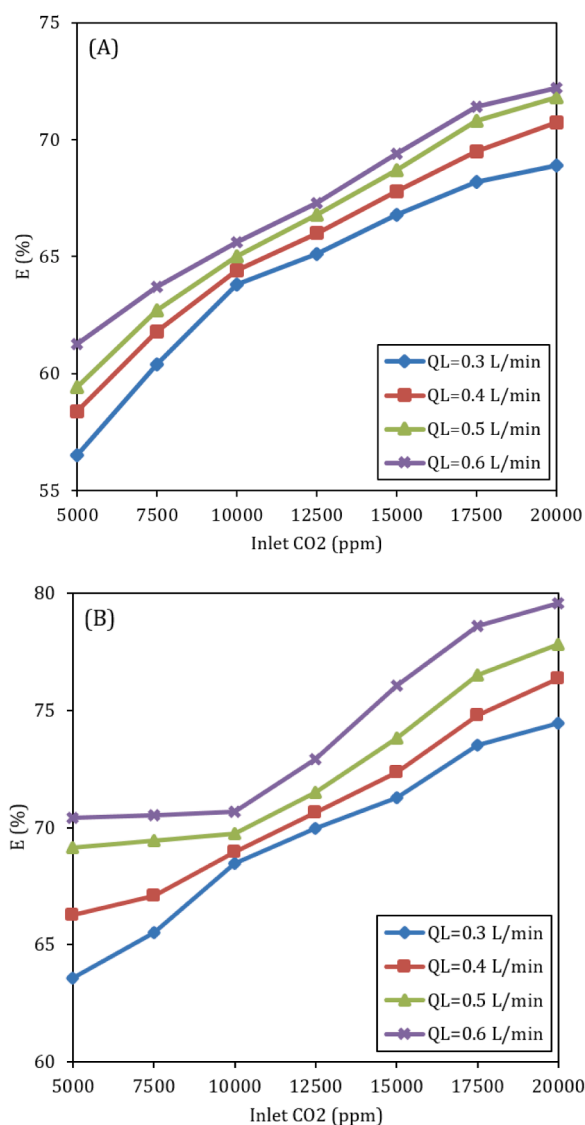 75
(A)
70
65
E (%)
60
55
QL=0.3 L/min
QL=0.4 L/min
QL=0.5 L/min
QL=0.6 L/min
5000 7500 10000 12500 15000 17500 20000
Inlet CO2 (ppm)
80
(B)
75
70
E (%)
65
60
QL=0.3 L/min
QL=0.4 L/min
QL=0.5 L/min
QL=0.6 L/min
5000 7500 10000 12500 15000 17500 20000
Inlet CO2 (ppm)